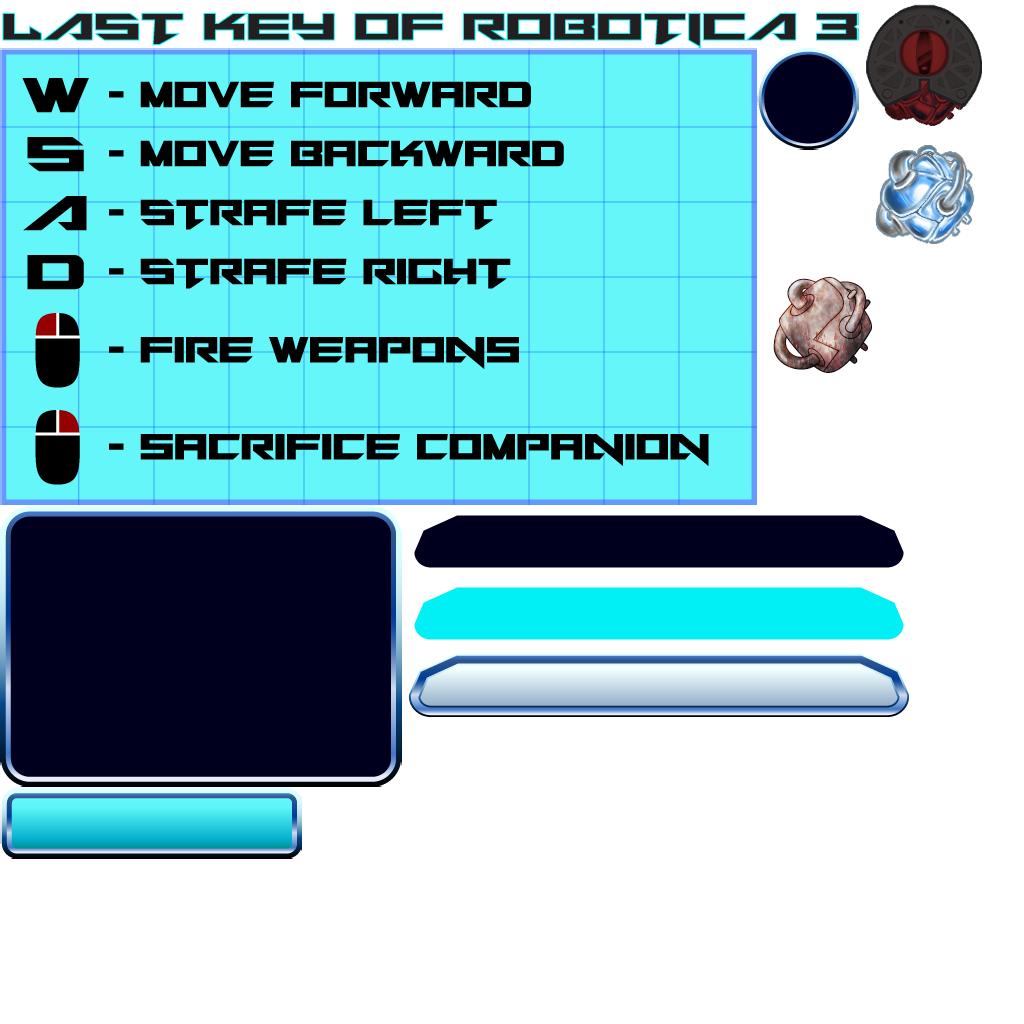 LAST KEY OF ROBOTICA 3
W - MOVE FORWARD
S - MOVE BACKWARD
A - STRAFE LEFT
D - STRAFE RIGHT
- FIRE WEAPONS
- SACRIFICE COMPANION